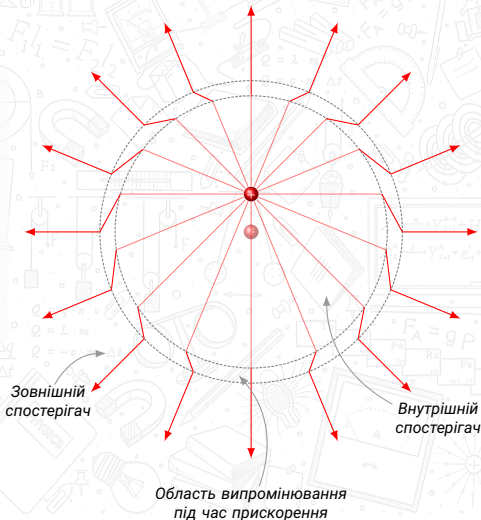 Зовнішній
спостерігач
Внутрішній
спостерігач
Область випромінювання
під час прискорення